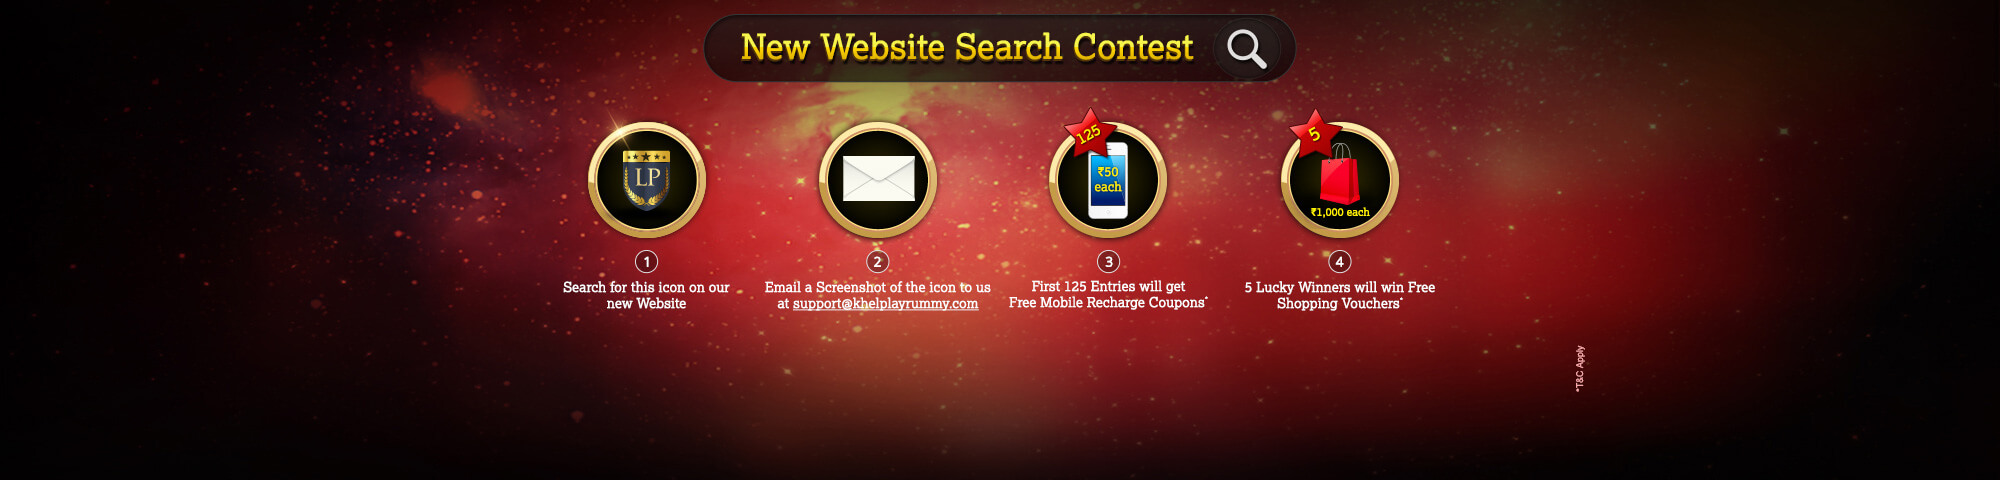 New Website Search Contest
LP
125
₹50
each
5
₹1,000 each
1
Search for this icon on our
new Website
2
Email a Screenshot of the icon to us
at support@khelplayrummy.com
3
First 125 Entries will get
Free Mobile Recharge Coupons*
4
5 Lucky Winners will win Free
Shopping Vouchers*
*T&C Apply